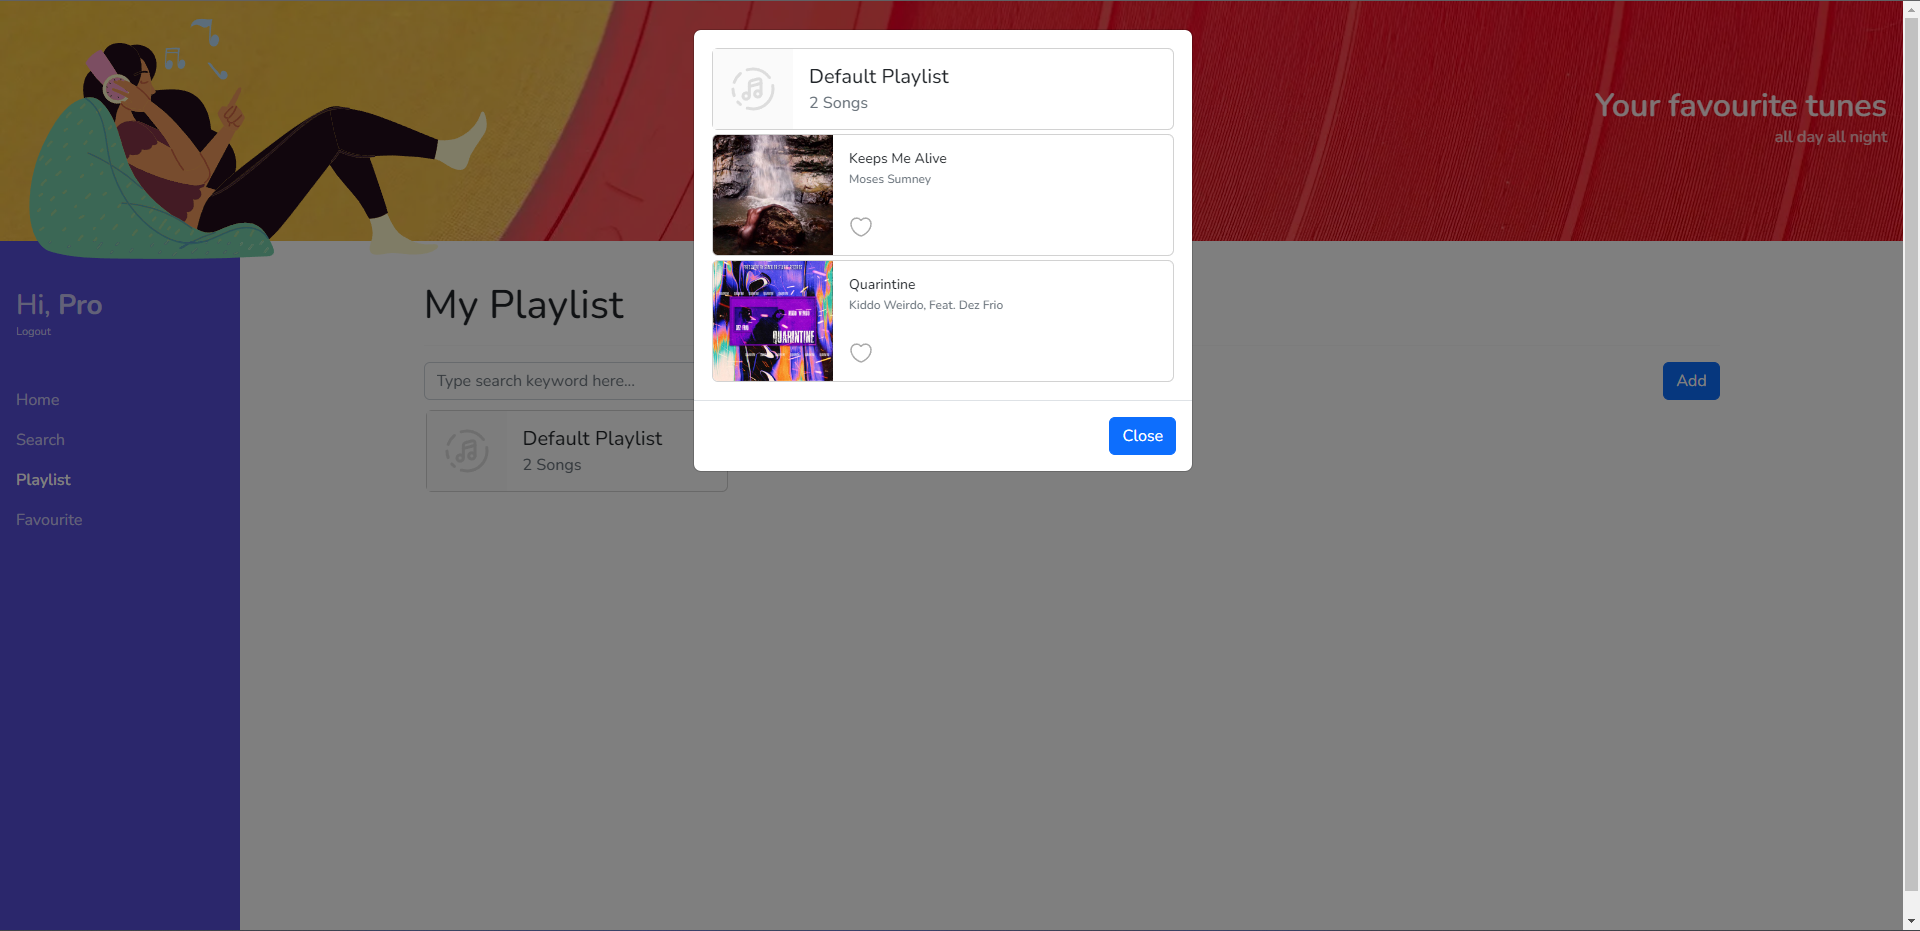 Your favourite tunes
all day all night
Hi, Pro
Logout
Home
Search
Playlist
Favourite
My Playlist
Type search keyword here...
Add
Default Playlist
2 Songs
Default Playlist
2 Songs
Keeps Me Alive
Moses Sumney
Quarintine
Kiddo Weirdo, Feat. Dez Frio
QUARINTINE
Close